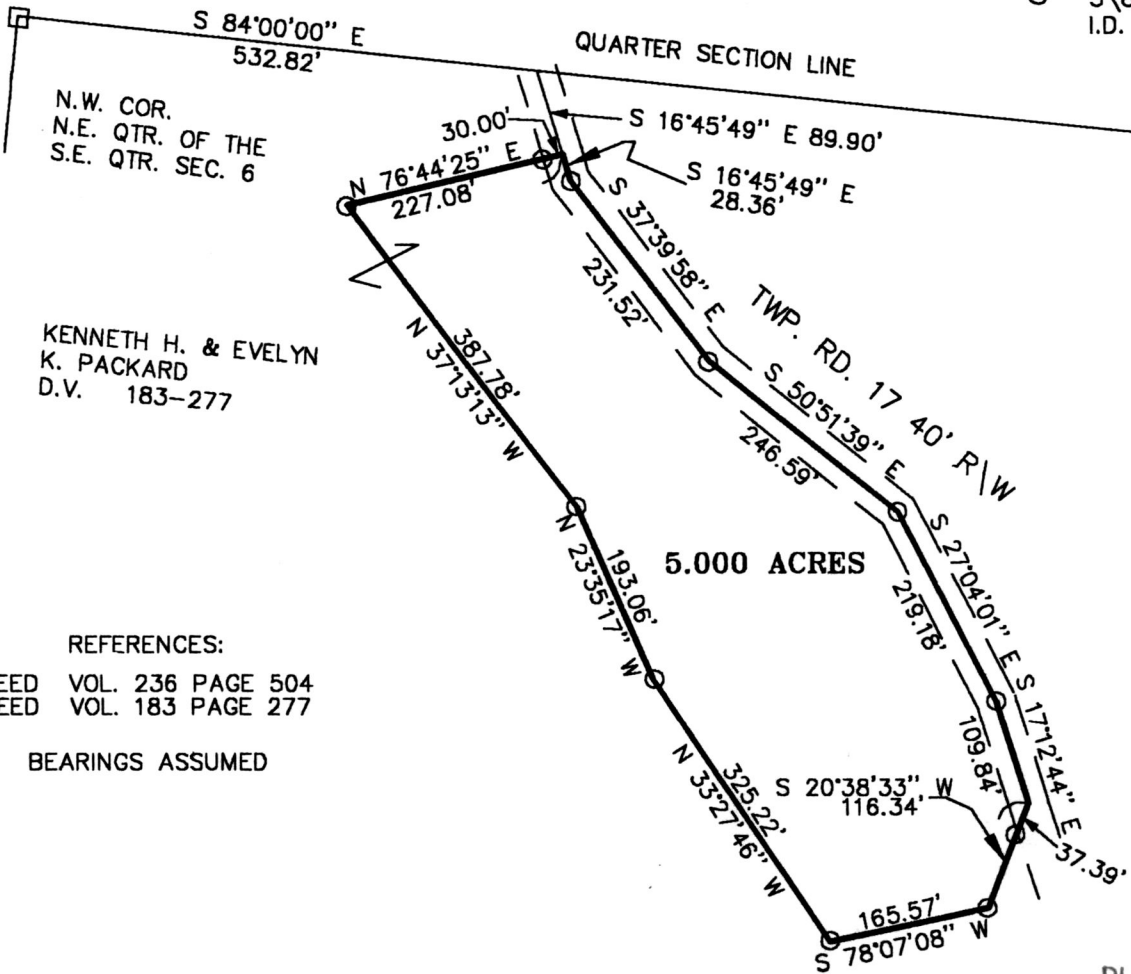 I.D.
S 84°00'00" E
532.82'
QUARTER SECTION LINE
N.W. COR.
N.E. QTR. OF THE
S.E. QTR. SEC. 6
30.00'
S 16°45'49" E 89.90'
N 76°44'25" E
227.08'
S 16°45'49" E
28.36'
S 37°39'58" E
231.52'
TWP. RD. 17 40' R\W
KENNETH H. & EVELYN
K. PACKARD
D.V. 183-277
387.78'
N 37°13'13" W
S 50°51'39" E
246.59'
5.000 ACRES
193.06'
N 23°35'17" W
S 27°04'01" E
219.18'
REFERENCES:
EED VOL. 236 PAGE 504
EED VOL. 183 PAGE 277
BEARINGS ASSUMED
S 17°12'44" E
109.84'
325.22'
N 33°27'46" W
S 20°38'33" W
116.34'
37.39'
165.57'
S 78°07'08" W